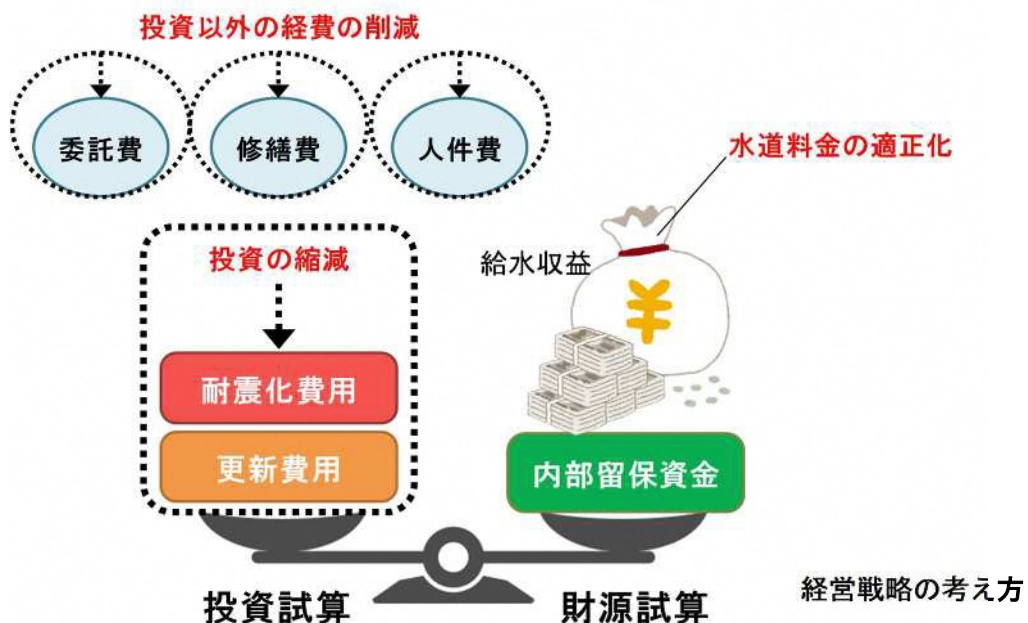 投資以外の経費の削減
委託費
修繕費
人件費
水道料金の適正化
投資の縮減
給水収益
¥
耐震化費用
更新費用
内部留保資金
投資試算
財源試算
経営戦略の考え方